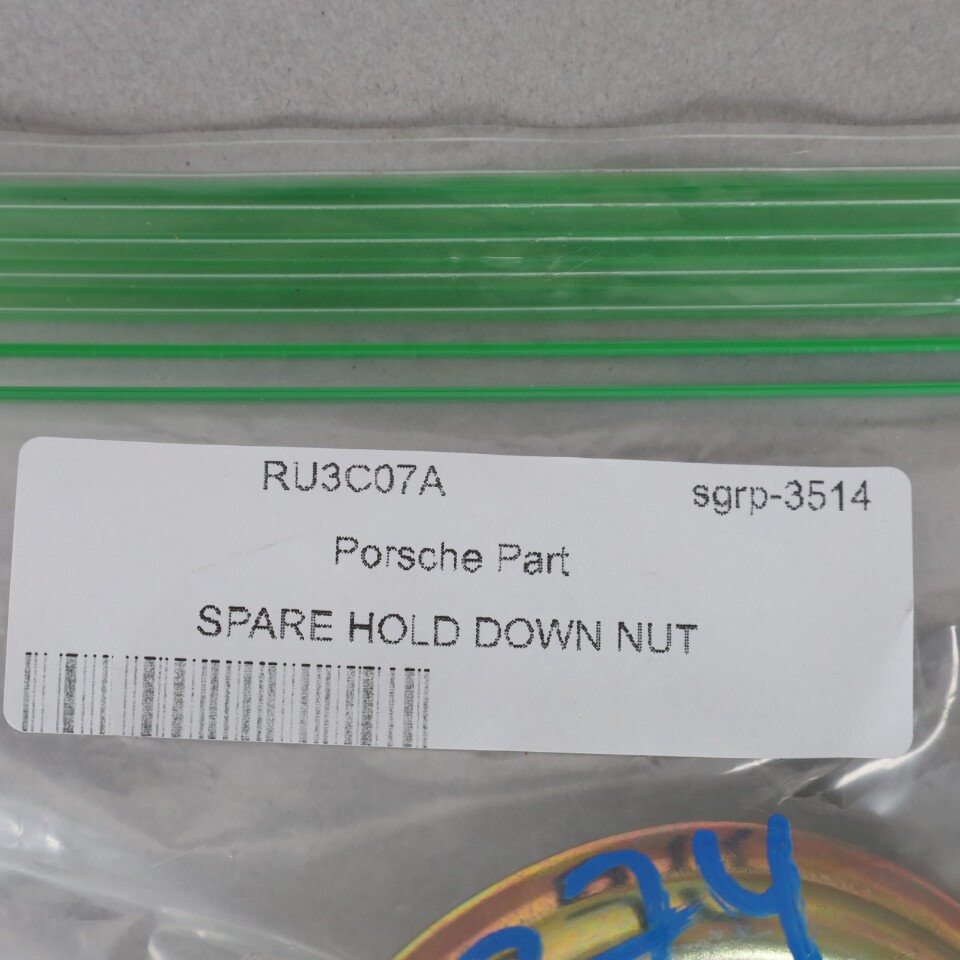 RU3C07A sgrp-3514
Porsche Part
SPARE HOLD DOWN NUT